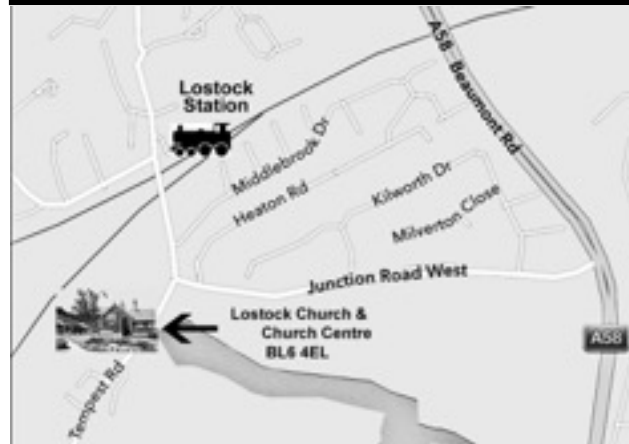 A58 Beaumont Rd
Lostock
Station
Middlebrook Dr
Heaton Rd
Kilworth Dr
Milverton Close
Junction Road West
Lostock Church &
Church Centre
BL6 4EL
A58
Tempest Rd